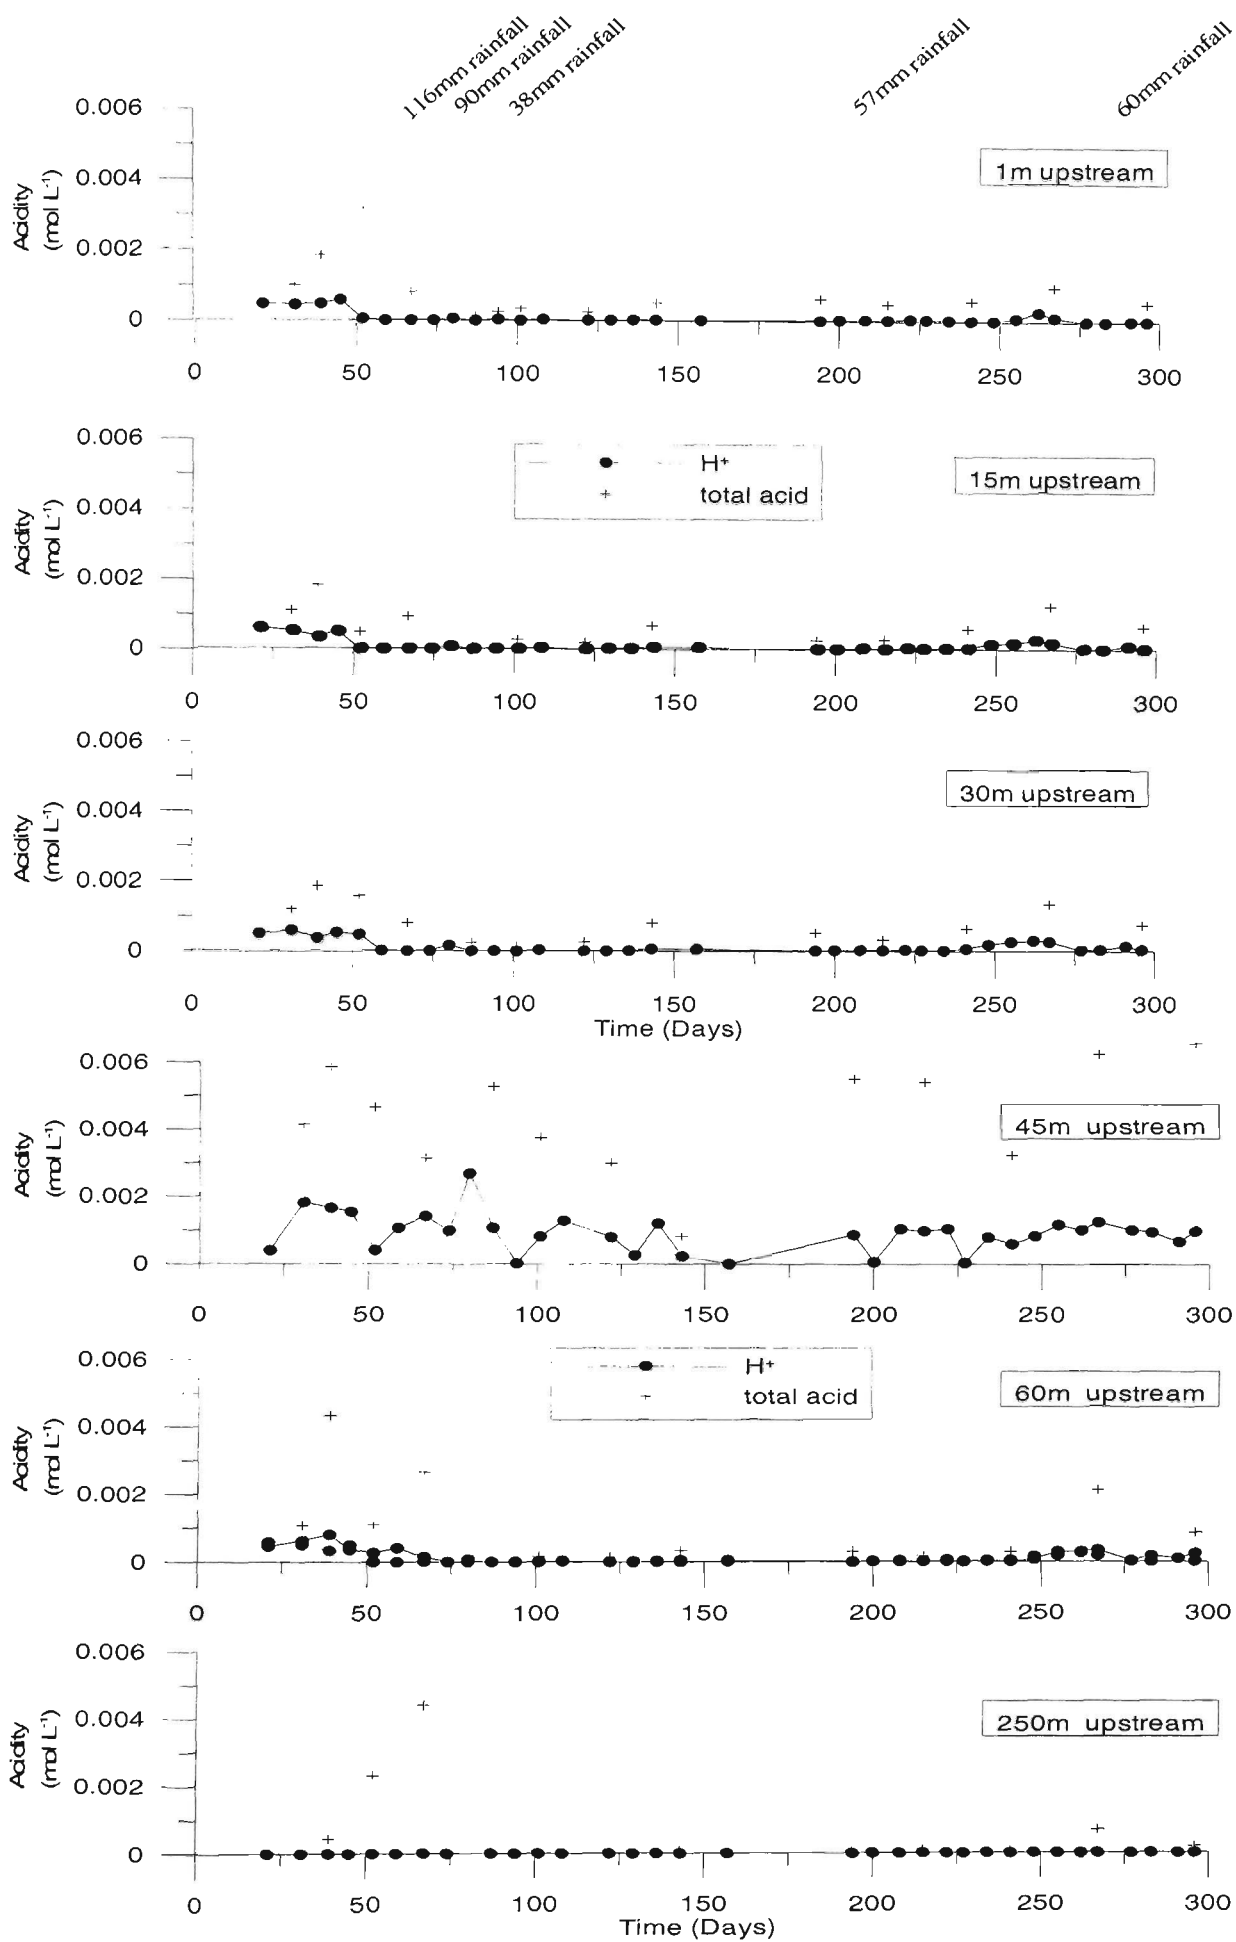 116mm rainfall
90mm rainfall
38mm rainfall
57mm rainfall
60mm rainfall
0.006
0.004
0.002
0
Acidity
(mol L⁻¹)
1m upstream
0 50 100 150 200 250 300
0.006
0.004
0.002
0
Acidity
(mol L⁻¹)
H⁺
total acid
15m upstream
0 50 100 150 200 250 300
0.006
0.004
0.002
0
Acidity
(mol L⁻¹)
30m upstream
0 50 100 150 200 250 300
Time (Days)
0.006
0.004
0.002
0
Acidity
(mol L⁻¹)
45m upstream
0 50 100 150 200 250 300
0.006
0.004
0.002
0
Acidity
(mol L⁻¹)
H⁺
total acid
60m upstream
0 50 100 150 200 250 300
0.006
0.004
0.002
0
Acidity
(mol L⁻¹)
250m upstream
0 50 100 150 200 250 300
Time (Days)